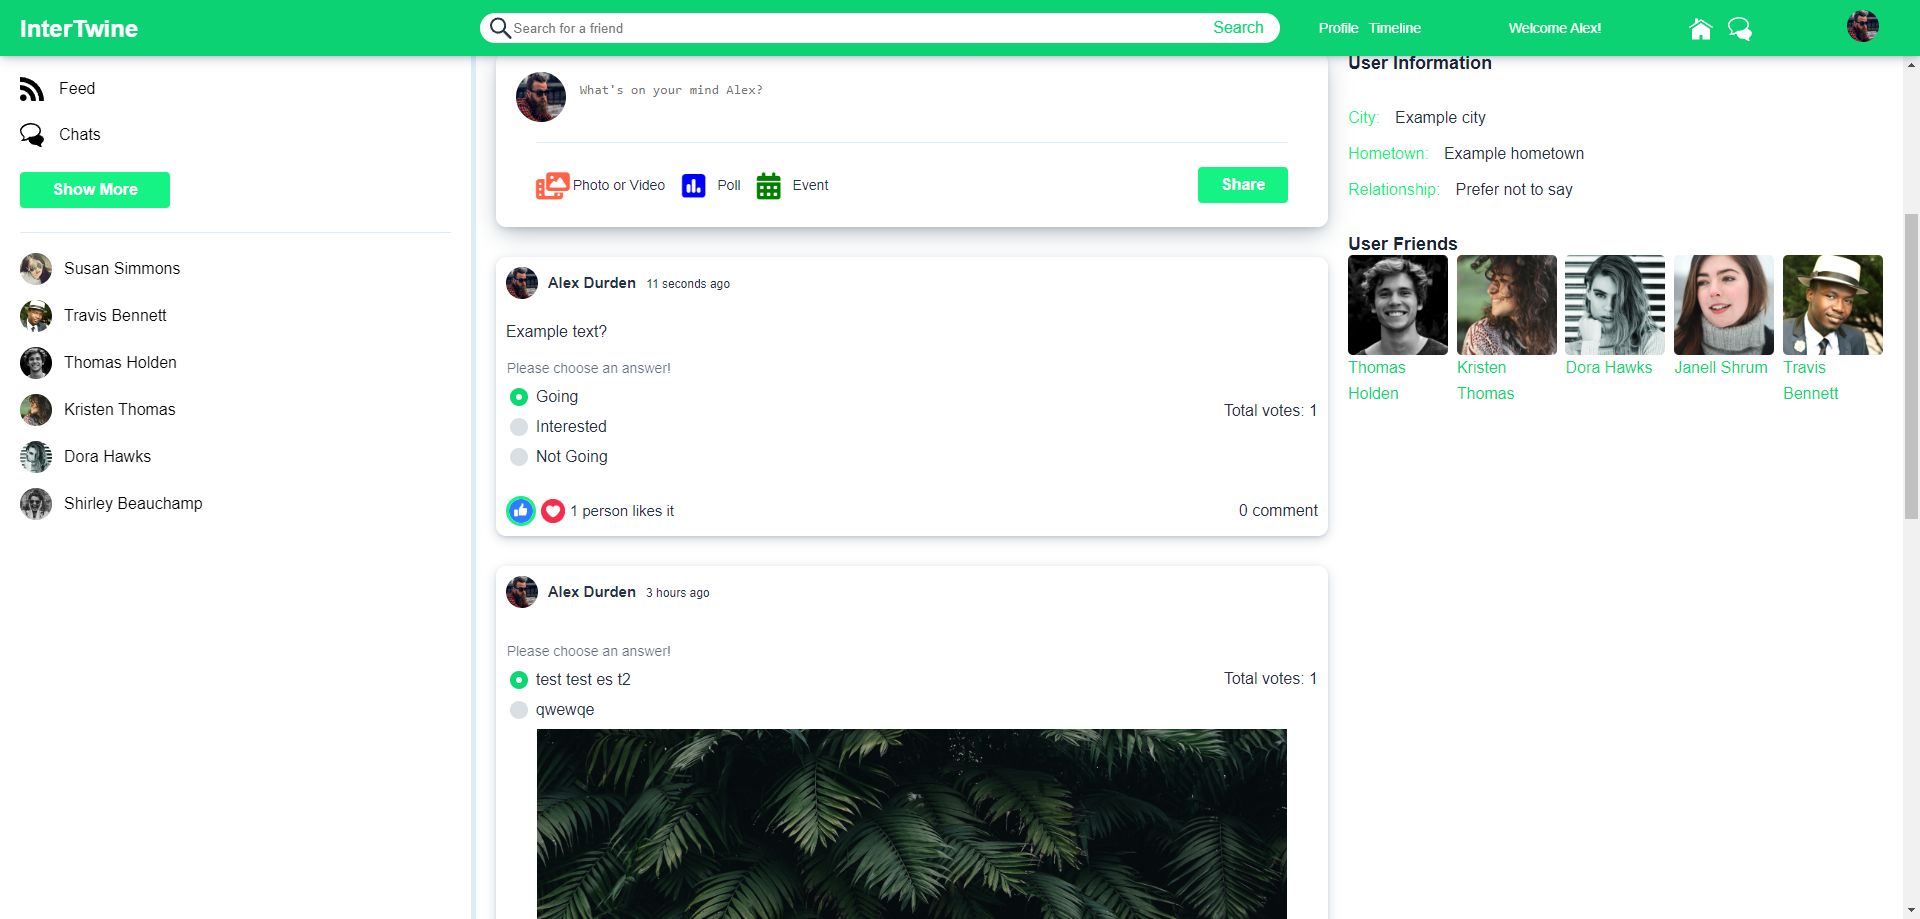 InterTwine
Search for a friend
Search
Profile Timeline
Welcome Alex!
Feed
Chats
Show More
Susan Simmons
Travis Bennett
Thomas Holden
Kristen Thomas
Dora Hawks
Shirley Beauchamp
What's on your mind Alex?
Photo or Video
Poll
Event
Share
Alex Durden 11 seconds ago
Example text?
Please choose an answer!
Going
Interested
Not Going
Total votes: 1
1 person likes it
0 comment
Alex Durden 3 hours ago
Please choose an answer!
test test es t2
qwewqe
Total votes: 1
User Information
City: Example city
Hometown: Example hometown
Relationship: Prefer not to say
User Friends
Thomas
Holden
Kristen
Thomas
Dora Hawks
Janell Shrum
Travis
Bennett